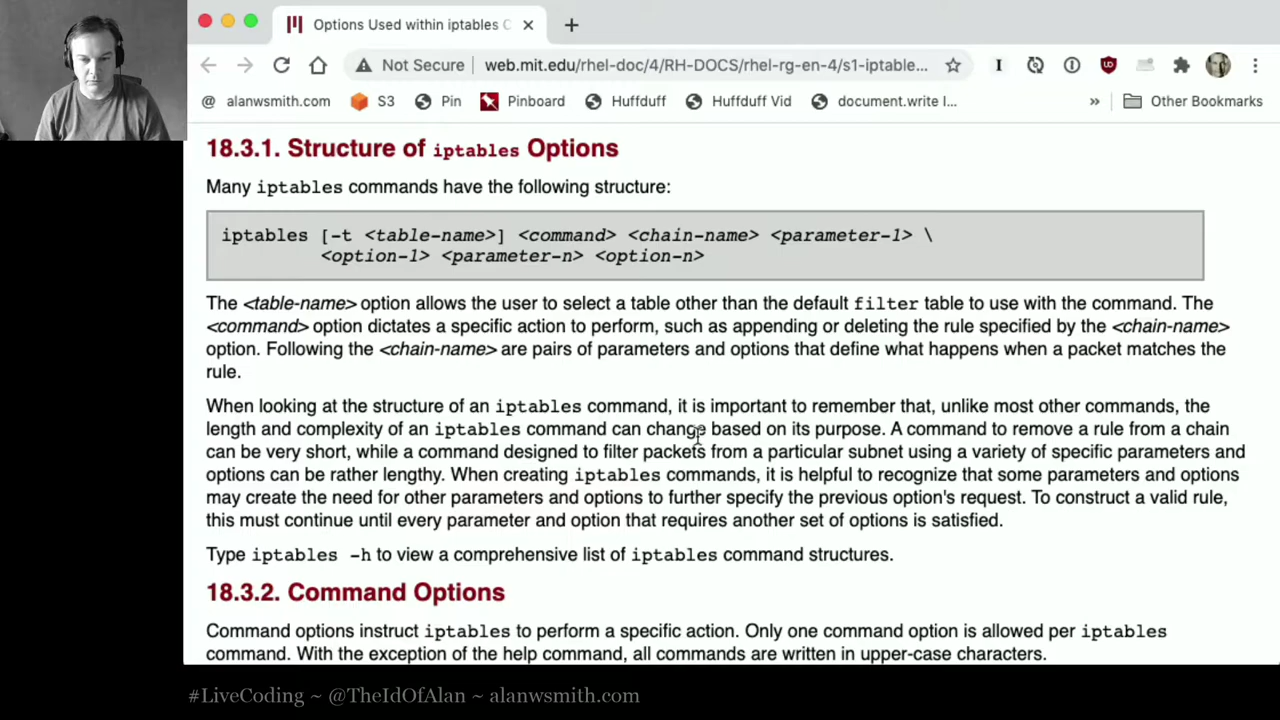 Options Used within iptables C
Not Secure web.mit.edu/rhel-doc/4/RH-DOCS/rhel-rg-en-4/s1-iptable...
alanwsmith.com S3 Pin Pinboard Huffduff Huffduff Vid document.write I... » Other Bookmarks
18.3.1. Structure of iptables Options
Many iptables commands have the following structure:
iptables [-t <table-name>] <command> <chain-name> <parameter-1> \
<option-1> <parameter-n> <option-n>
The <table-name> option allows the user to select a table other than the default filter table to use with the command. The
<command> option dictates a specific action to perform, such as appending or deleting the rule specified by the <chain-name>
option. Following the <chain-name> are pairs of parameters and options that define what happens when a packet matches the
rule.
When looking at the structure of an iptables command, it is important to remember that, unlike most other commands, the
length and complexity of an iptables command can change based on its purpose. A command to remove a rule from a chain
can be very short, while a command designed to filter packets from a particular subnet using a variety of specific parameters and
options can be rather lengthy. When creating iptables commands, it is helpful to recognize that some parameters and options
may create the need for other parameters and options to further specify the previous option's request. To construct a valid rule,
this must continue until every parameter and option that requires another set of options is satisfied.
Type iptables -h to view a comprehensive list of iptables command structures.
18.3.2. Command Options
Command options instruct iptables to perform a specific action. Only one command option is allowed per iptables
command. With the exception of the help command, all commands are written in upper-case characters.
#LiveCoding ~ @TheIdOfAlan ~ alanwsmith.com